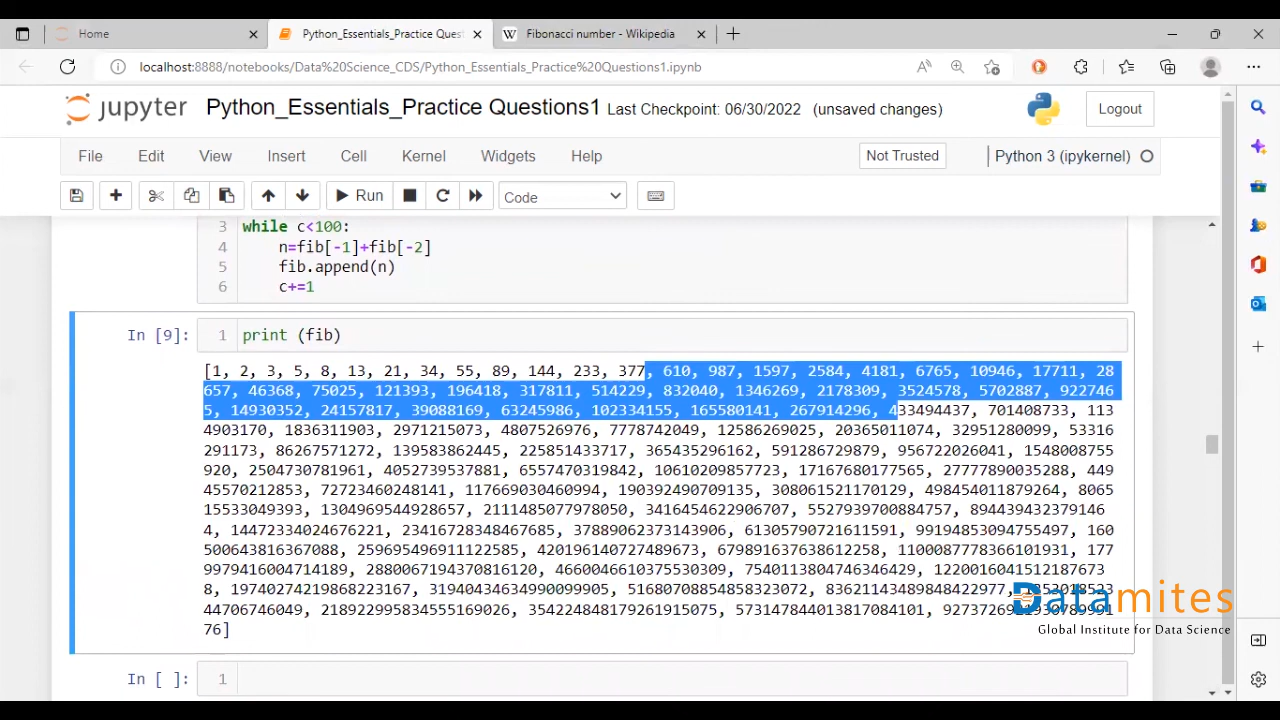 Home
Python_Essentials_Practice Quest
Fibonacci number - Wikipedia
localhost:8888/notebooks/Data%20Science_CDS/Python_Essentials_Practice%20Questions1.ipynb
jupyter Python_Essentials_Practice Questions1 Last Checkpoint: 06/30/2022 (unsaved changes) Logout
File Edit View Insert Cell Kernel Widgets Help Not Trusted Python 3 (ipykernel)
Run Code
3 while c<100:
4 n=fib[-1]+fib[-2]
5 fib.append(n)
6 c+=1
In [9]: 1 print (fib)
[1, 2, 3, 5, 8, 13, 21, 34, 55, 89, 144, 233, 377, 610, 987, 1597, 2584, 4181, 6765, 10946, 17711, 28
657, 46368, 75025, 121393, 196418, 317811, 514229, 832040, 1346269, 2178309, 3524578, 5702887, 922746
5, 14930352, 24157817, 39088169, 63245986, 102334155, 165580141, 267914296, 433494437, 701408733, 113
4903170, 1836311903, 2971215073, 4807526976, 7778742049, 12586269025, 20365011074, 32951280099, 53316
291173, 86267571272, 139583862445, 225851433717, 365435296162, 591286729879, 956722026041, 1548008755
920, 2504730781961, 4052739537881, 6557470319842, 10610209857723, 17167680177565, 27777890035288, 449
45570212853, 72723460248141, 117669030460994, 190392490709135, 308061521170129, 498454011879264, 8065
15533049393, 1304969544928657, 2111485077978050, 3416454622906707, 5527939700884757, 894439432379146
4, 14472334024676221, 23416728348467685, 37889062373143906, 61305790721611591, 99194853094755497, 160
500643816367088, 259695496911122585, 420196140727489673, 679891637638612258, 1100087778366101931, 177
9979416004714189, 2880067194370816120, 4660046610375530309, 7540113804746346429, 1220016041512187673
8, 19740274219868223167, 31940434634990099905, 51680708854858323072, 83621143489848422977,
44706746049, 218922995834555169026, 354224848179261915075, 573147844013817084101,
76]
Datamites
Global Institute for Data Science
In [ ]: 1